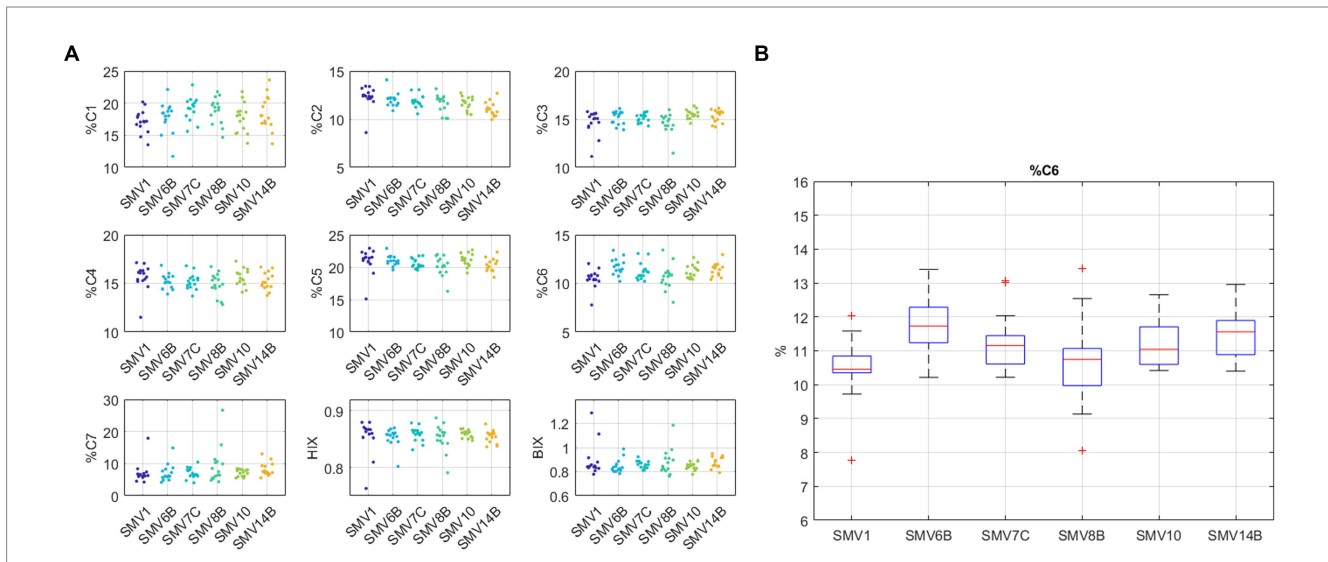 A
B
25
20
15
10
%C1
SMV1
SMV6B
SMV7C
SMV8B
SMV10
SMV14B
15
10
5
%C2
SMV1
SMV6B
SMV7C
SMV8B
SMV10
SMV14B
20
15
10
%C3
SMV1
SMV6B
SMV7C
SMV8B
SMV10
SMV14B
20
15
10
%C4
SMV1
SMV6B
SMV7C
SMV8B
SMV10
SMV14B
25
20
15
10
%C5
SMV1
SMV6B
SMV7C
SMV8B
SMV10
SMV14B
15
10
5
%C6
SMV1
SMV6B
SMV7C
SMV8B
SMV10
SMV14B
30
20
10
0
%C7
SMV1
SMV6B
SMV7C
SMV8B
SMV10
SMV14B
0.9
0.8
HIX
SMV1
SMV6B
SMV7C
SMV8B
SMV10
SMV14B
1.2
1
0.8
0.6
BIX
SMV1
SMV6B
SMV7C
SMV8B
SMV10
SMV14B
%C6
16
15
14
13
12
11
10
9
8
7
6
%
SMV1
SMV6B
SMV7C
SMV8B
SMV10
SMV14B